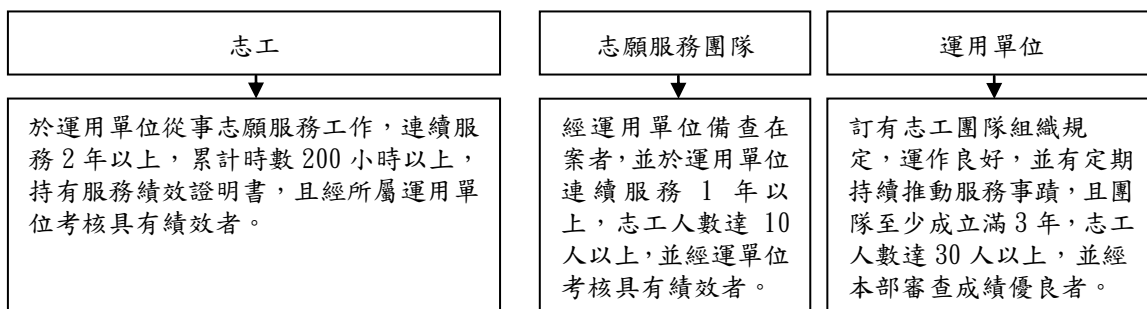 志工
志願服務團隊
運用單位
於運用單位從事志願服務工作，連續服
務 2 年以上，累計時數 200 小時以上，
持有服務績效證明書，且經所屬運用單
位考核具有績效者。
經運用單位備查在
案者，並於運用單位
連續服務 1 年以
上，志工人數達 10
人以上，並經運單位
考核具有績效者。
訂有志工團隊組織規
定，運作良好，並有定期
持續推動服務事蹟，且團
隊至少成立滿 3 年，志工
人數達 30 人以上，並經
本部審查成績優良者。